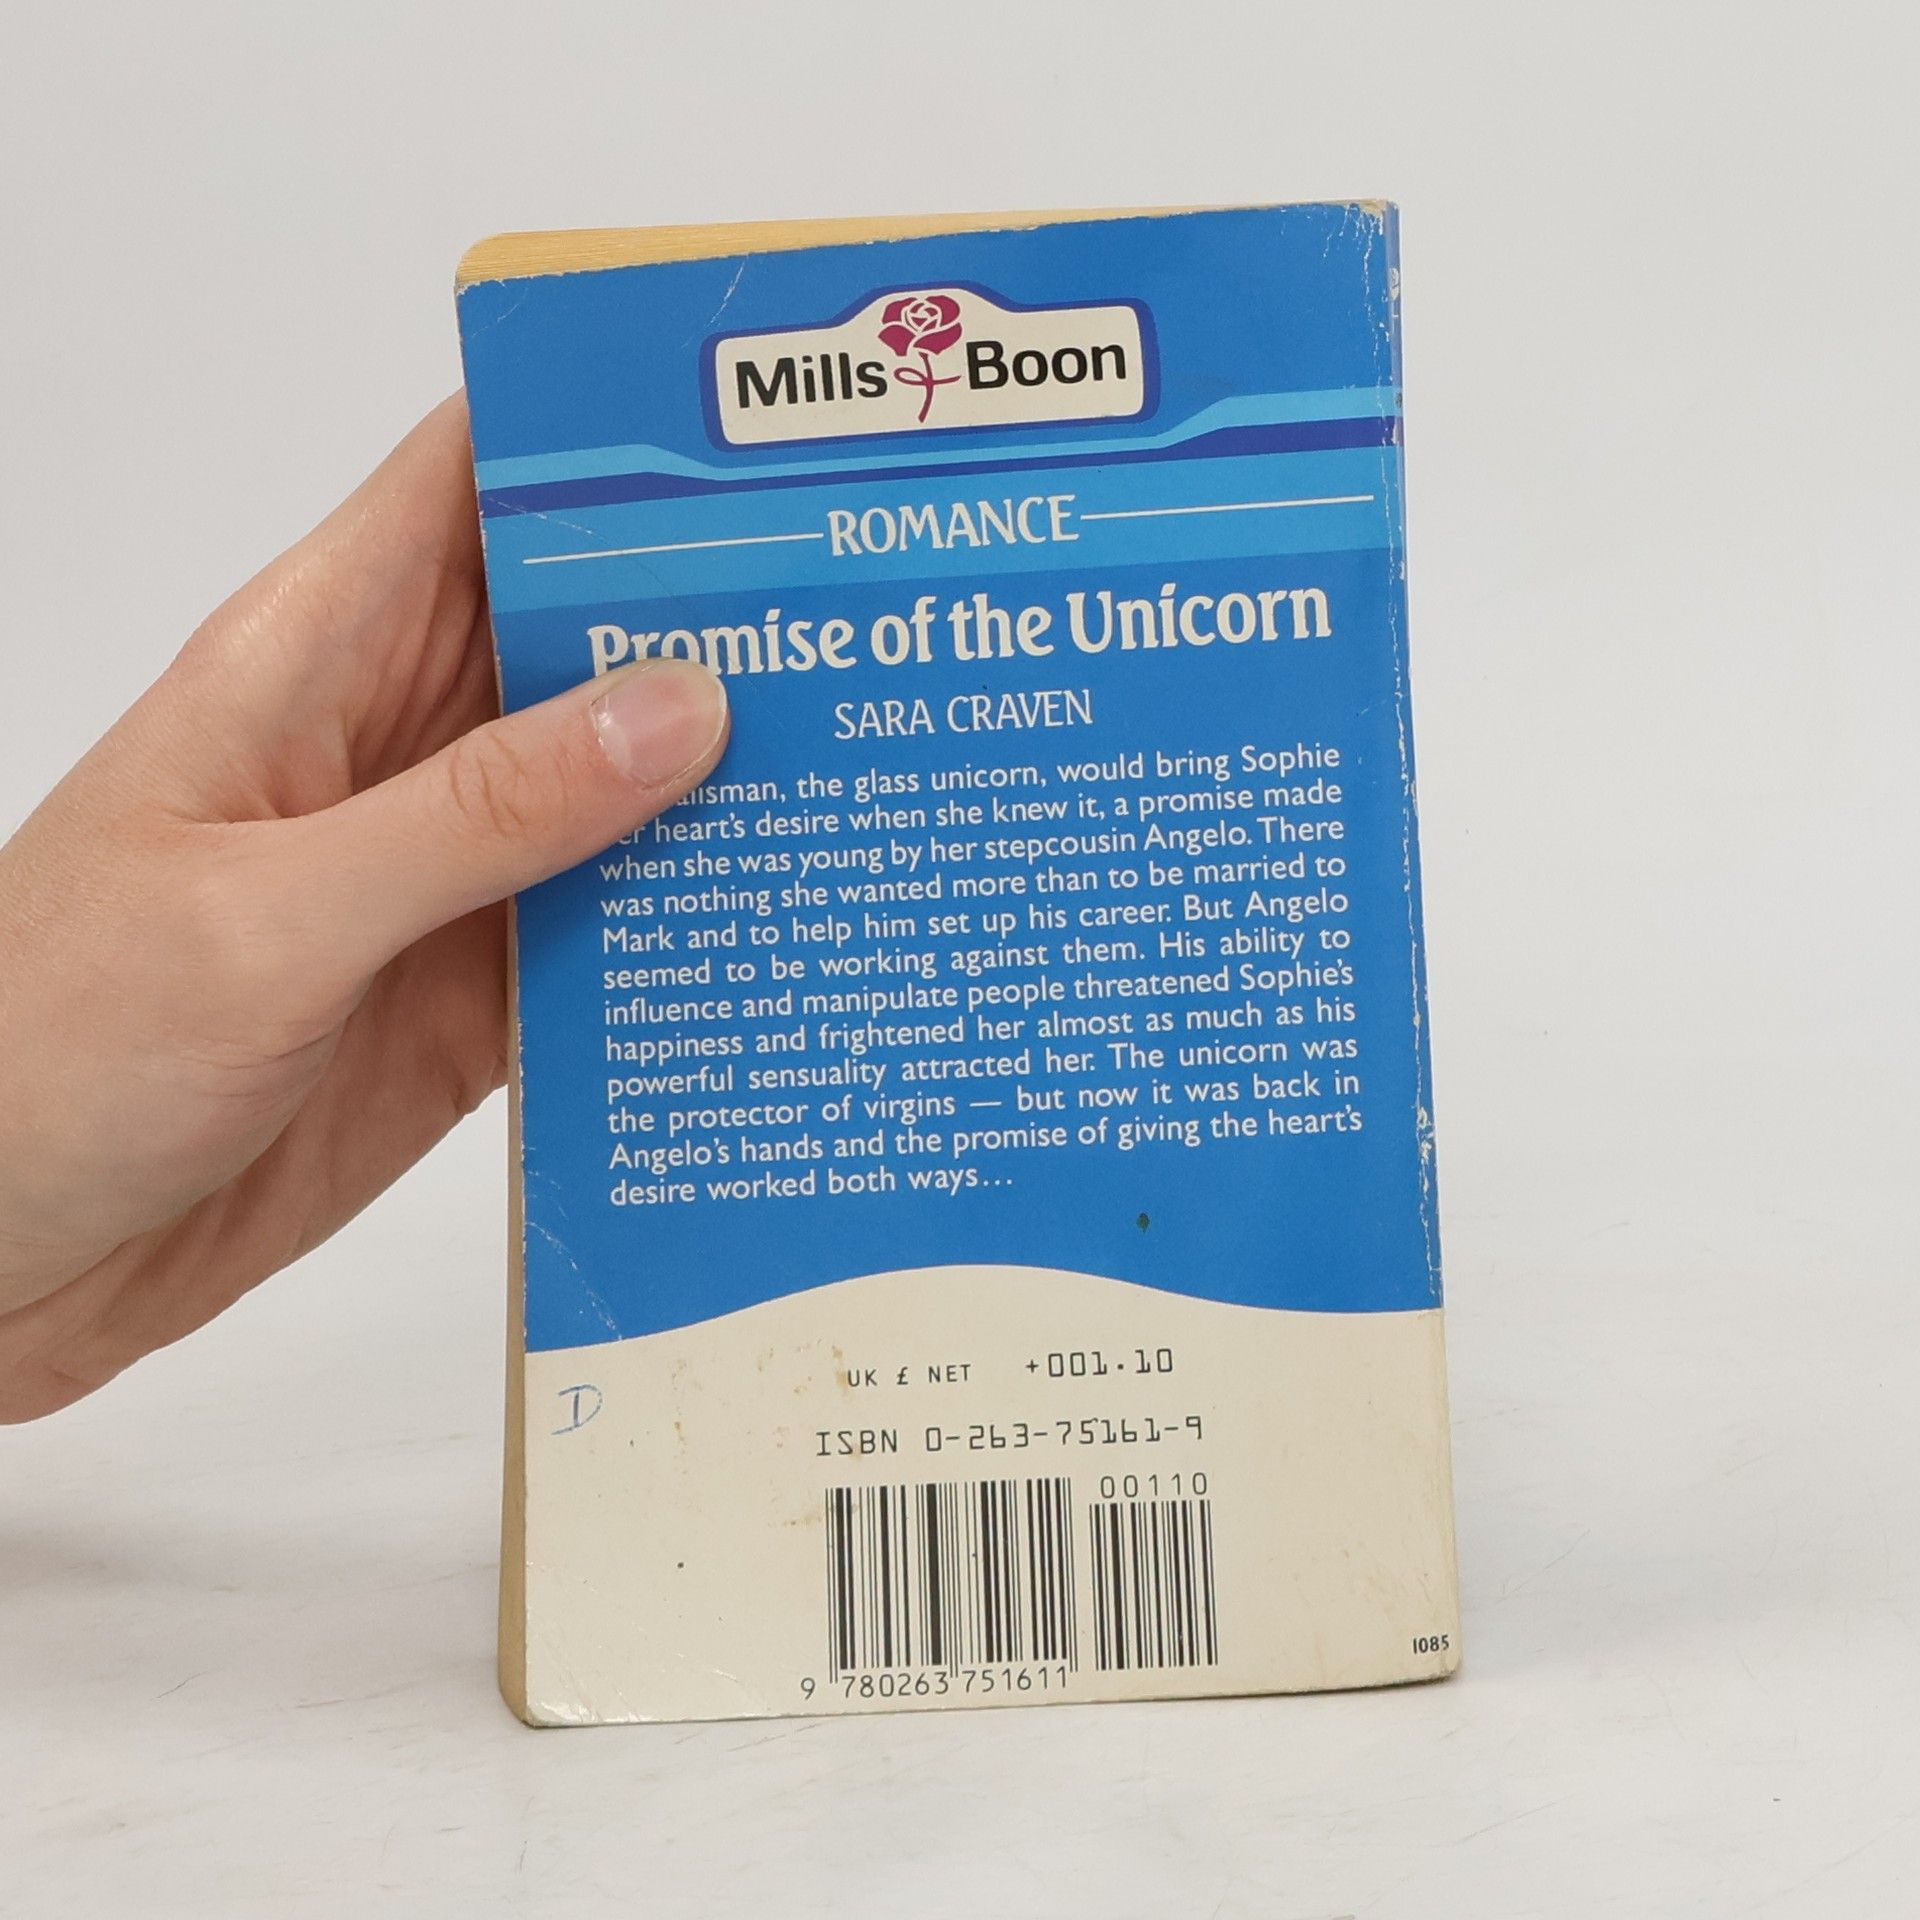 Mills & Boon
ROMANCE
Promise of the Unicorn
SARA CRAVEN
the glass unicorn, would bring Sophie
heart's desire when she knew it, a promise made
when she was young by her stepcousin Angelo. There
was nothing she wanted more than to be married to
Mark and to help him set up his career. But Angelo
seemed to be working against them. His ability to
influence and manipulate people threatened Sophie's
happiness and frightened her almost as much as his
powerful sensuality attracted her. The unicorn was
the protector of virgins — but now it was back in
Angelo's hands and the promise of giving the heart's
desire worked both ways...
D
UK £ NET +001.10
ISBN 0-263-75161-9
00110
9 780263 751611
1085